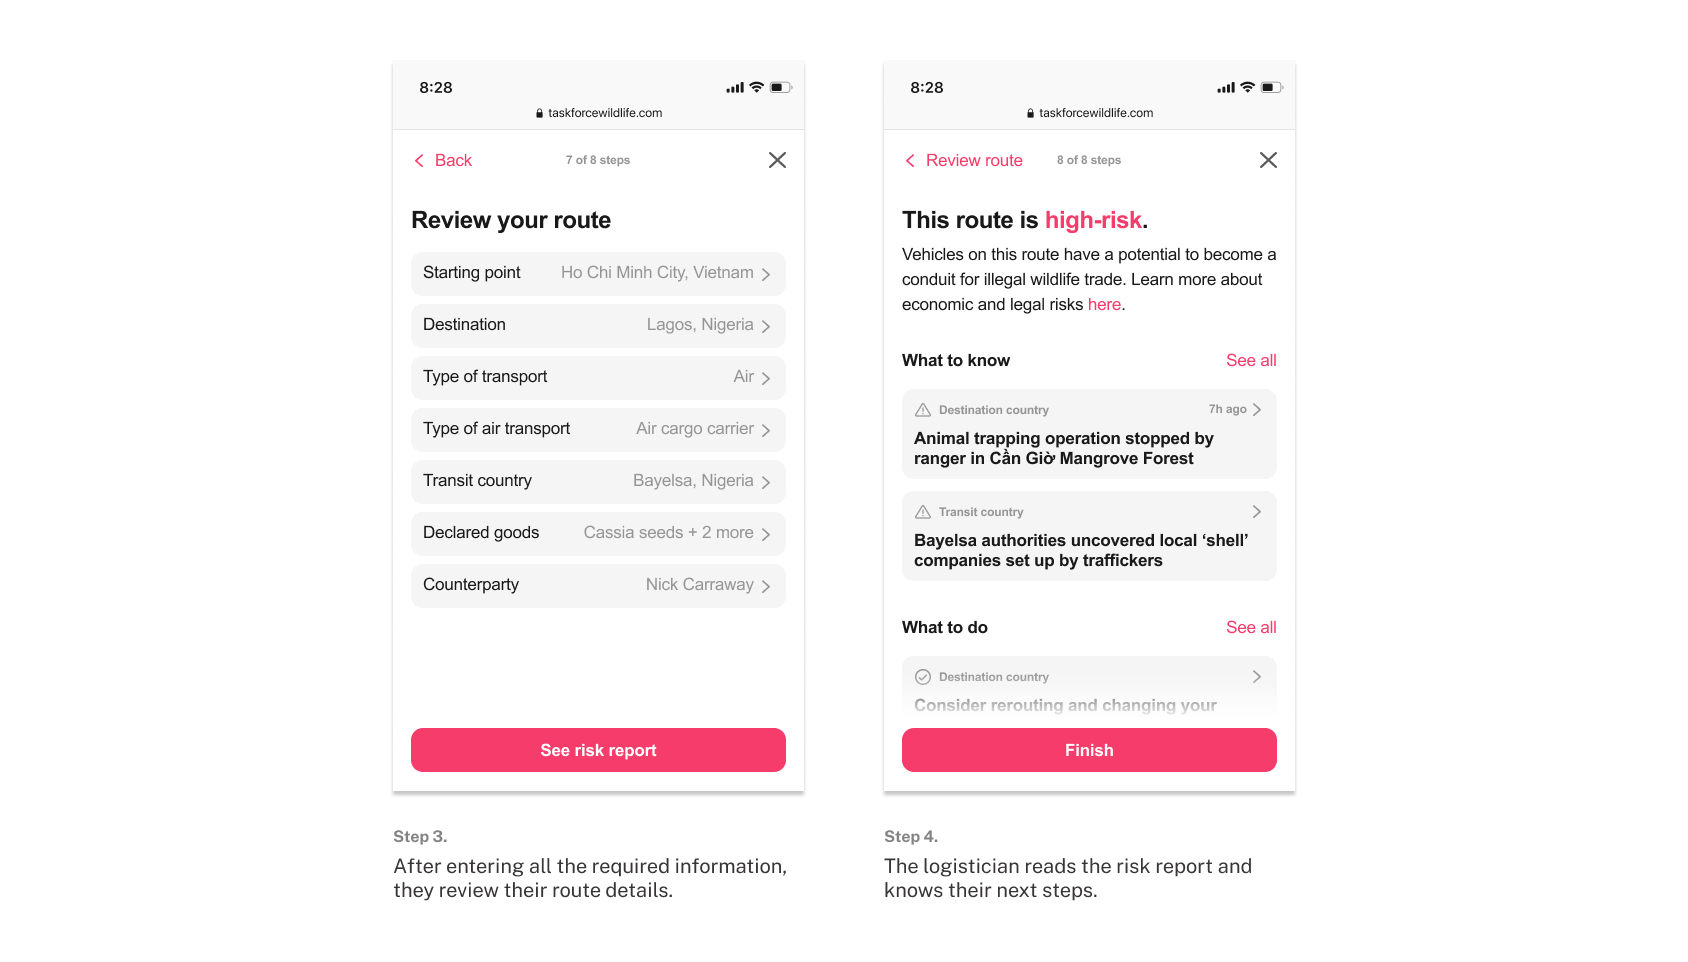 8:28
taskforcewildlife.com
Back
7 of 8 steps
Review your route
Starting point Ho Chi Minh City, Vietnam
Destination Lagos, Nigeria
Type of transport Air
Type of air transport Air cargo carrier
Transit country Bayelsa, Nigeria
Declared goods Cassia seeds + 2 more
Counterparty Nick Carraway
See risk report
Step 3.
After entering all the required information,
they review their route details.
8:28
taskforcewildlife.com
Review route
8 of 8 steps
This route is high-risk.
Vehicles on this route have a potential to become a
conduit for illegal wildlife trade. Learn more about
economic and legal risks here.
What to know See all
Destination country 7h ago
Animal trapping operation stopped by
ranger in Cần Giờ Mangrove Forest
Transit country
Bayelsa authorities uncovered local ‘shell’
companies set up by traffickers
What to do See all
Destination country
Consider rerouting and changing your
Finish
Step 4.
The logistician reads the risk report and
knows their next steps.